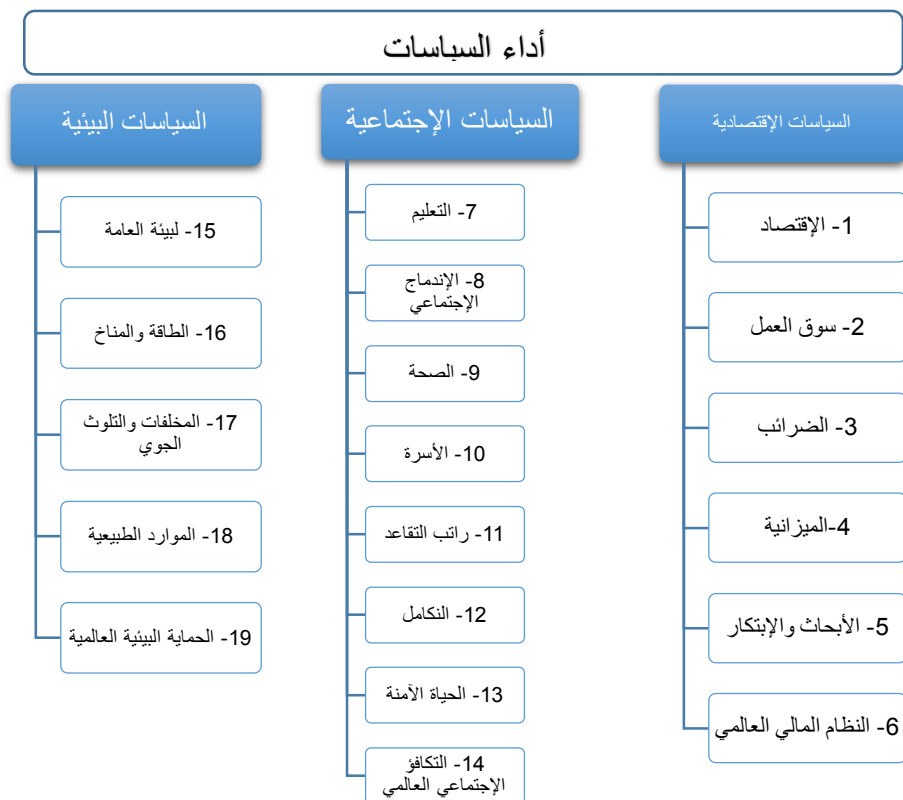 أداء السياسات
السياسات الإقتصادية
1- الإقتصاد
2- سوق العمل
3- الضرائب
4-الميزانية
5- الأبحاث والإبتكار
6- النظام المالي العالمي
السياسات الإجتماعية
7- التعليم
8- الإندماج
الإجتماعي
9- الصحة
10- الأسرة
11- راتب التقاعد
12- التكامل
13- الحياة الآمنة
14- التكافؤ
الإجتماعي العالمي
السياسات البيئية
15- لبيئة العامة
16- الطاقة والمناخ
17- المخلفات والتلوث
الجوي
18- الموارد الطبيعية
19- الحماية البيئية العالمية